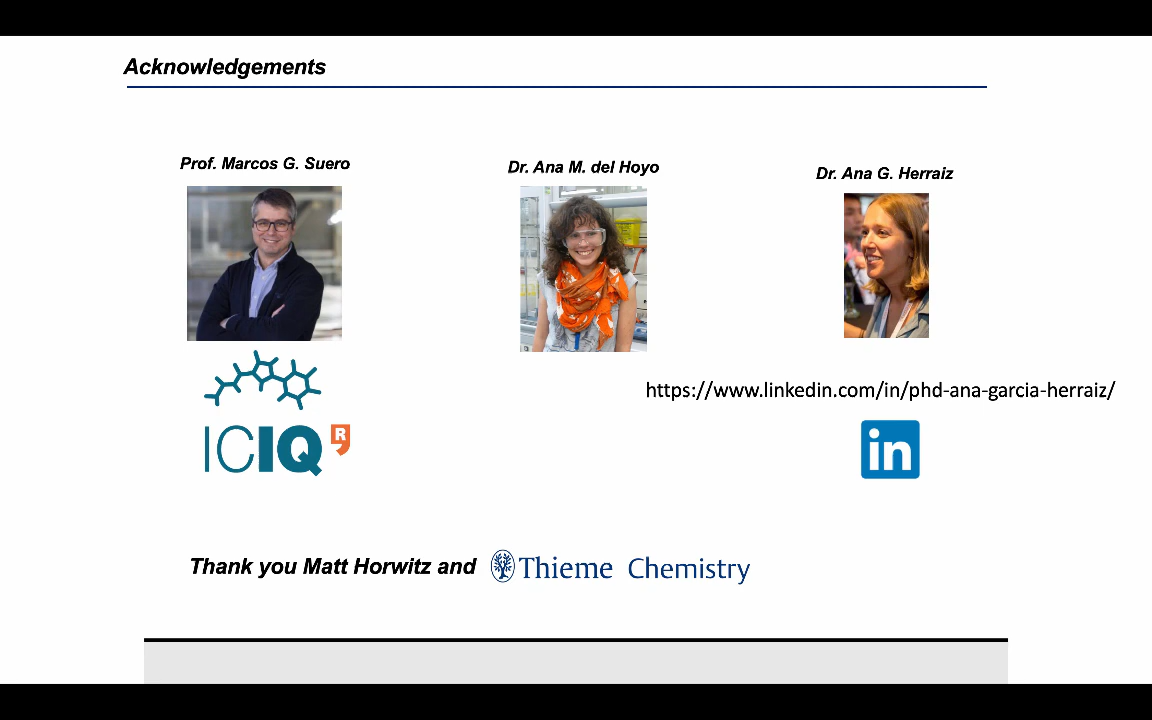 Acknowledgements
Prof. Marcos G. Suero
Dr. Ana M. del Hoyo
Dr. Ana G. Herraiz
https://www.linkedin.com/in/phd-ana-garcia-herraiz/
ICIQ R
in
Thank you Matt Horwitz and Thieme Chemistry